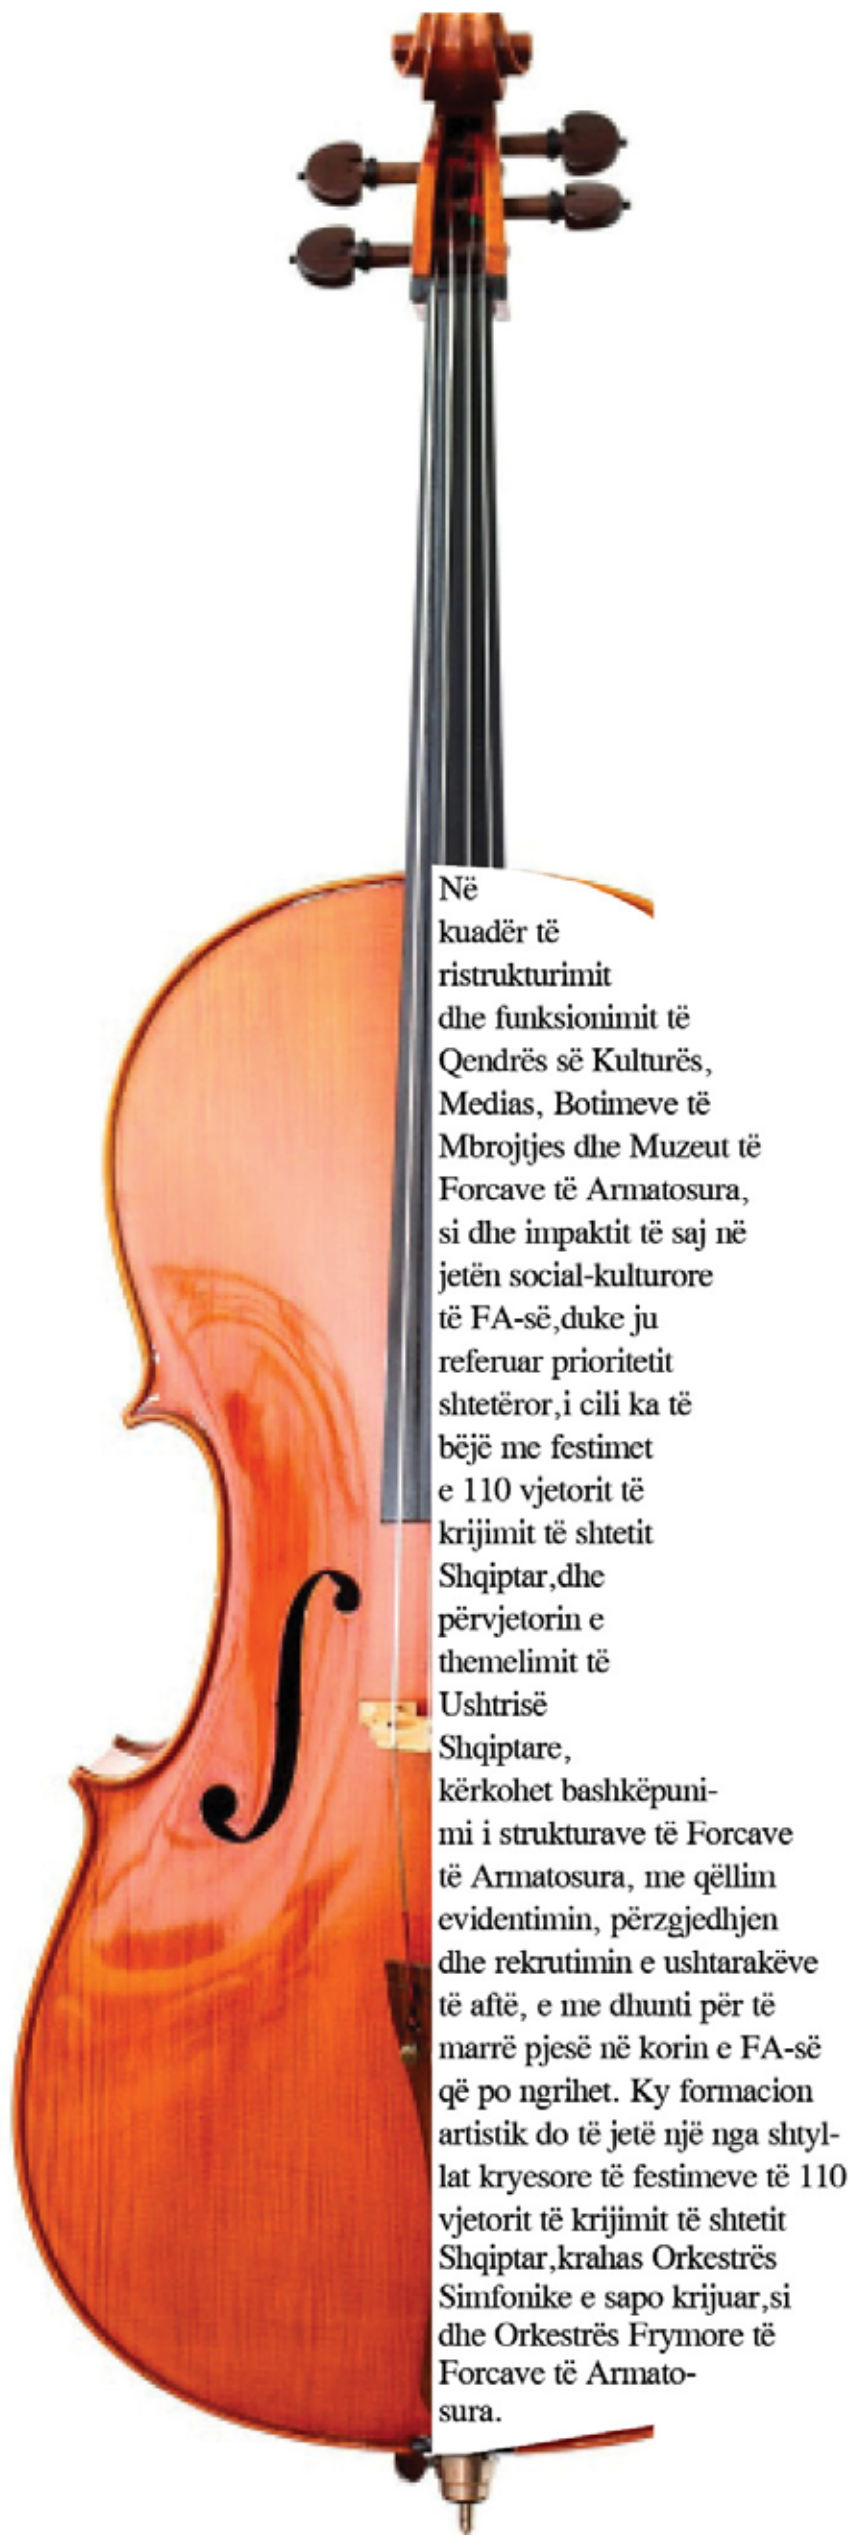 Në
kuadër të
ristrukturimit
dhe funksionimit të
Qendrës së Kulturës,
Medias, Botimeve të
Mbrojtjes dhe Muzeut të
Forcave të Armatosura,
si dhe impaktit të saj në
jetën social-kulturore
të FA-së,duke ju
referuar prioritetit
shtetëror,i cili ka të
bëjë me festimet
e 110 vjetorit të
krijimit të shtetit
Shqiptar,dhe
përvjetorin e
themelimit të
Ushtrisë
Shqiptare,
kërkohet bashkëpuni-
mi i strukturave të Forcave
të Armatosura, me qëllim
evidentimin, përzgjedhjen
dhe rekrutimin e ushtarakëve
të aftë, e me dhunti për të
marrë pjesë në korin e FA-së
që po ngrihet. Ky formacion
artistik do të jetë një nga shtyl-
lat kryesore të festimeve të 110
vjetorit të krijimit të shtetit
Shqiptar,krahas Orkestrës
Simfonike e sapo krijuar,si
dhe Orkestrës Frymore të
Forcave të Armato-
sura.